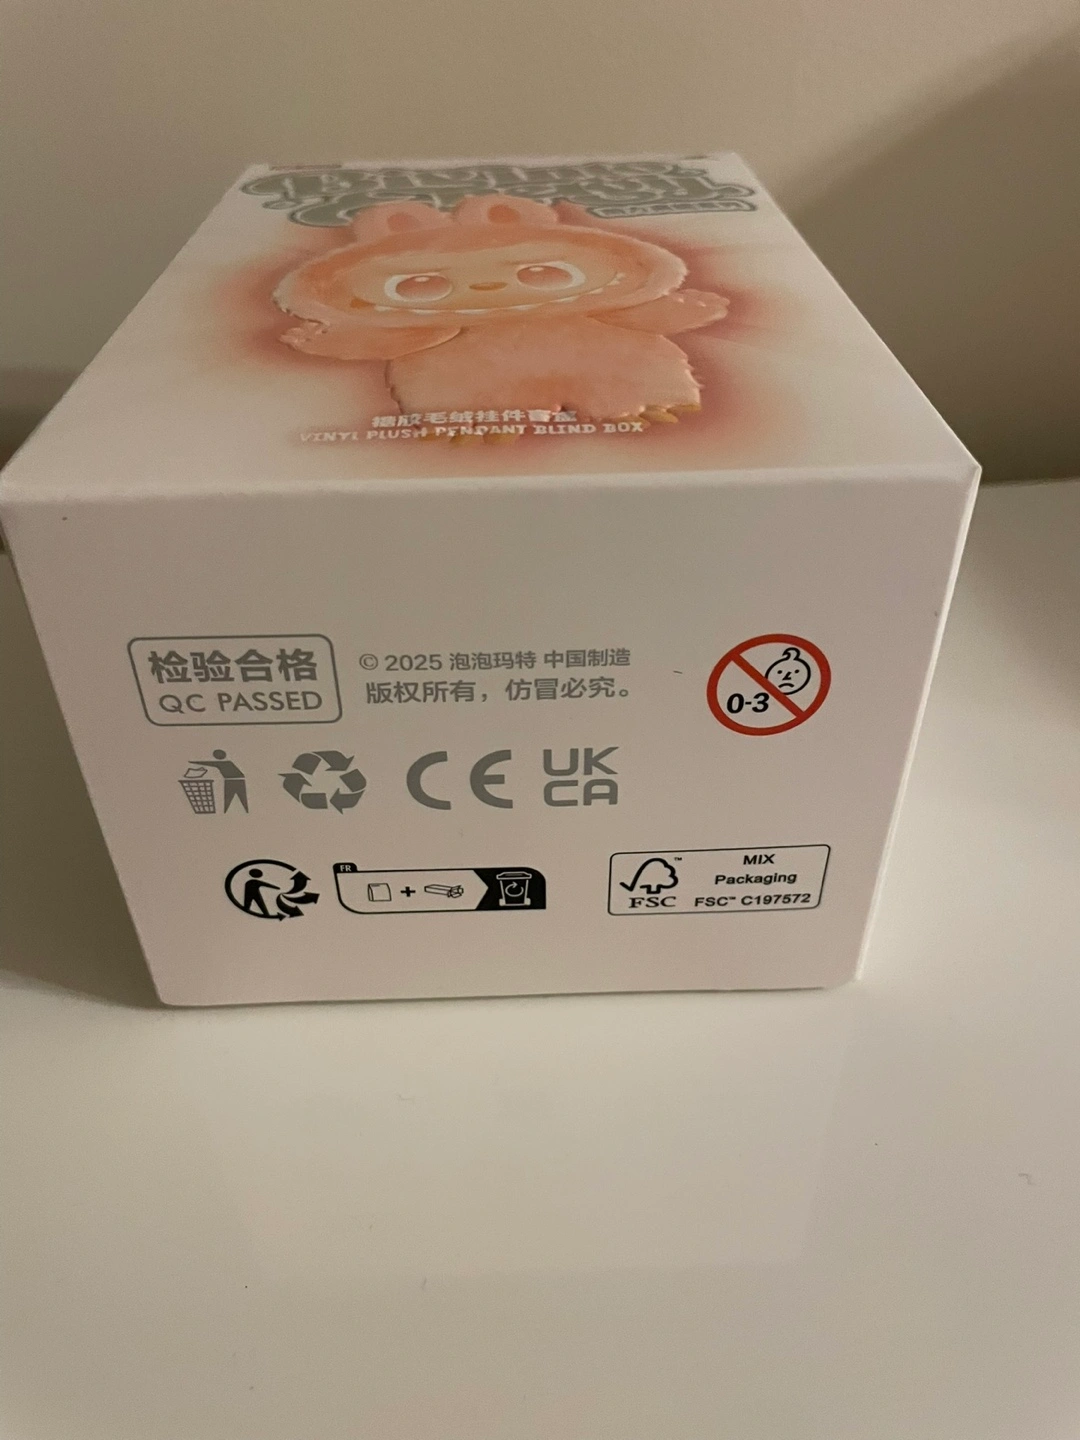 搪胶毛绒挂件盲盒
VINYL PLUSH PENDANT BLIND BOX
检验合格
QC PASSED
© 2025 泡泡玛特 中国制造
版权所有，仿冒必究。
0-3
CE
UK
CA
FR
+
FSC™
MIX
Packaging
FSC™ C197572